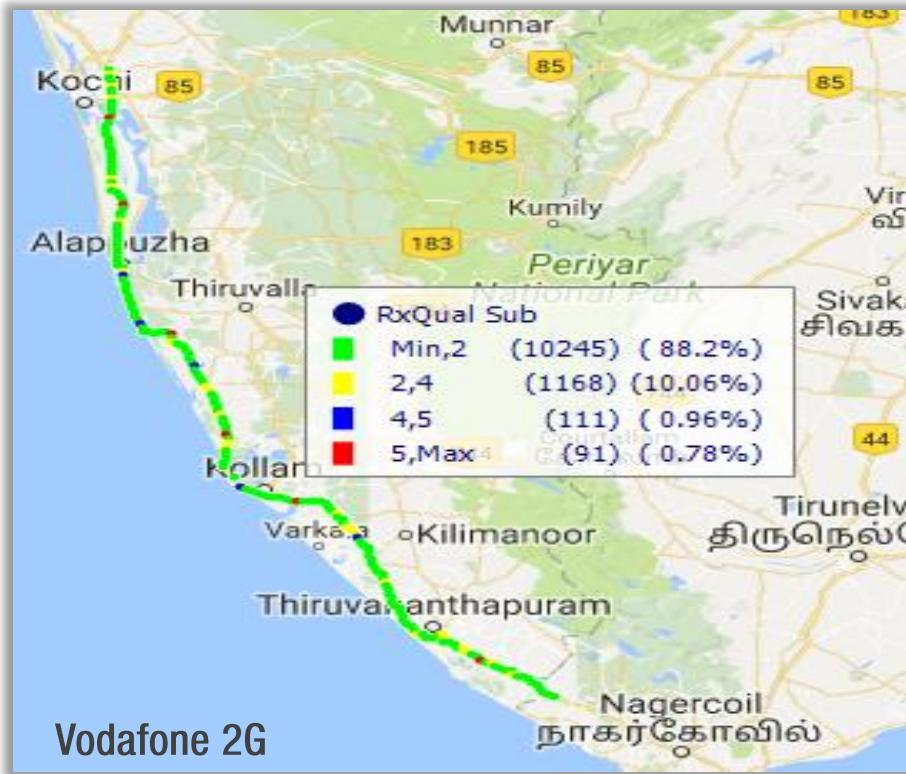 183
Munnar
85
Kochi
85
85
185
Kumily
Vir
வி
Alappuzha
183
Periyar
National Park
Thiruvalla
Sivaka
சிவக
RxQual Sub
Min,2 (10245) ( 88.2%)
2,4 (1168) (10.06%)
4,5 (111) ( 0.96%)
5,Max (91) ( 0.78%)
44
Kollam
Tirunelv
திருநெல்
Varkala
Kilimanoor
Thiruvananthapuram
Nagercoil
நாகர்கோவில்
Vodafone 2G